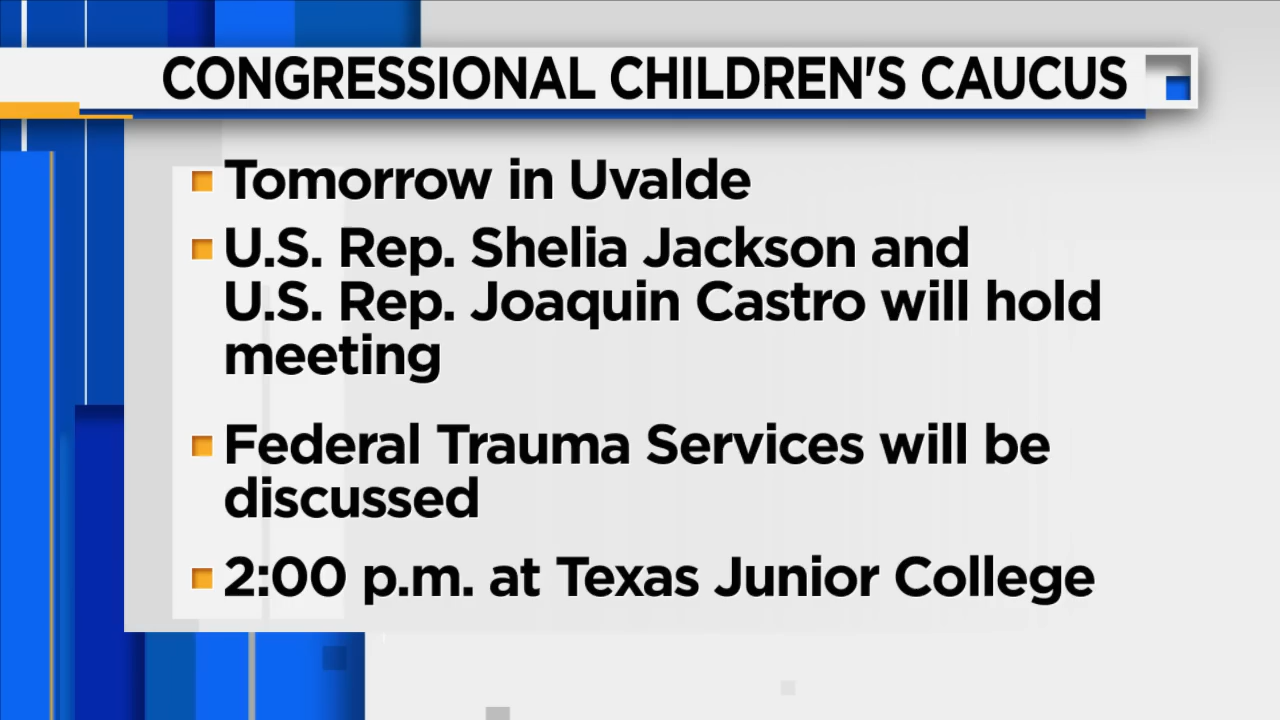 CONGRESSIONAL CHILDREN'S CAUCUS
Tomorrow in Uvalde
U.S. Rep. Shelia Jackson and
U.S. Rep. Joaquin Castro will hold
meeting
Federal Trauma Services will be
discussed
2:00 p.m. at Texas Junior College